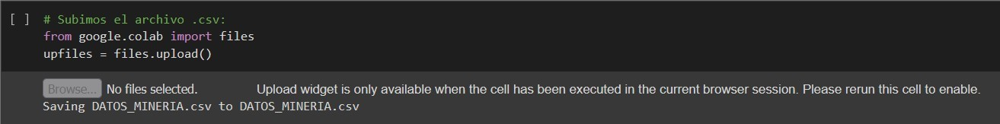 [ ] # Subimos el archivo .csv:
from google.colab import files
upfiles = files.upload()
Browse... No files selected. Upload widget is only available when the cell has been executed in the current browser session. Please rerun this cell to enable.
Saving DATOS_MINERIA.csv to DATOS_MINERIA.csv